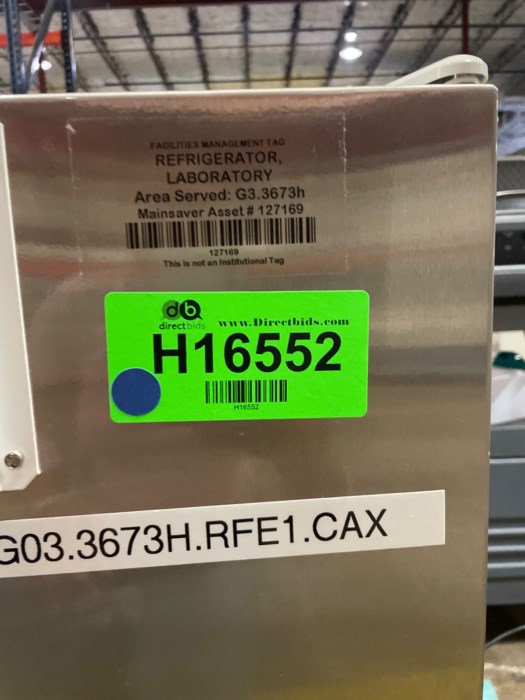 FACILITIES MANAGEMENT TAG
REFRIGERATOR,
LABORATORY
Area Served: G3.3673h
Mainsaver Asset # 127169
127169
This is not an Institutional Tag
db
directbids
www.Directbids.com
H16552
H16552
G03.3673H.RFE1.CAX